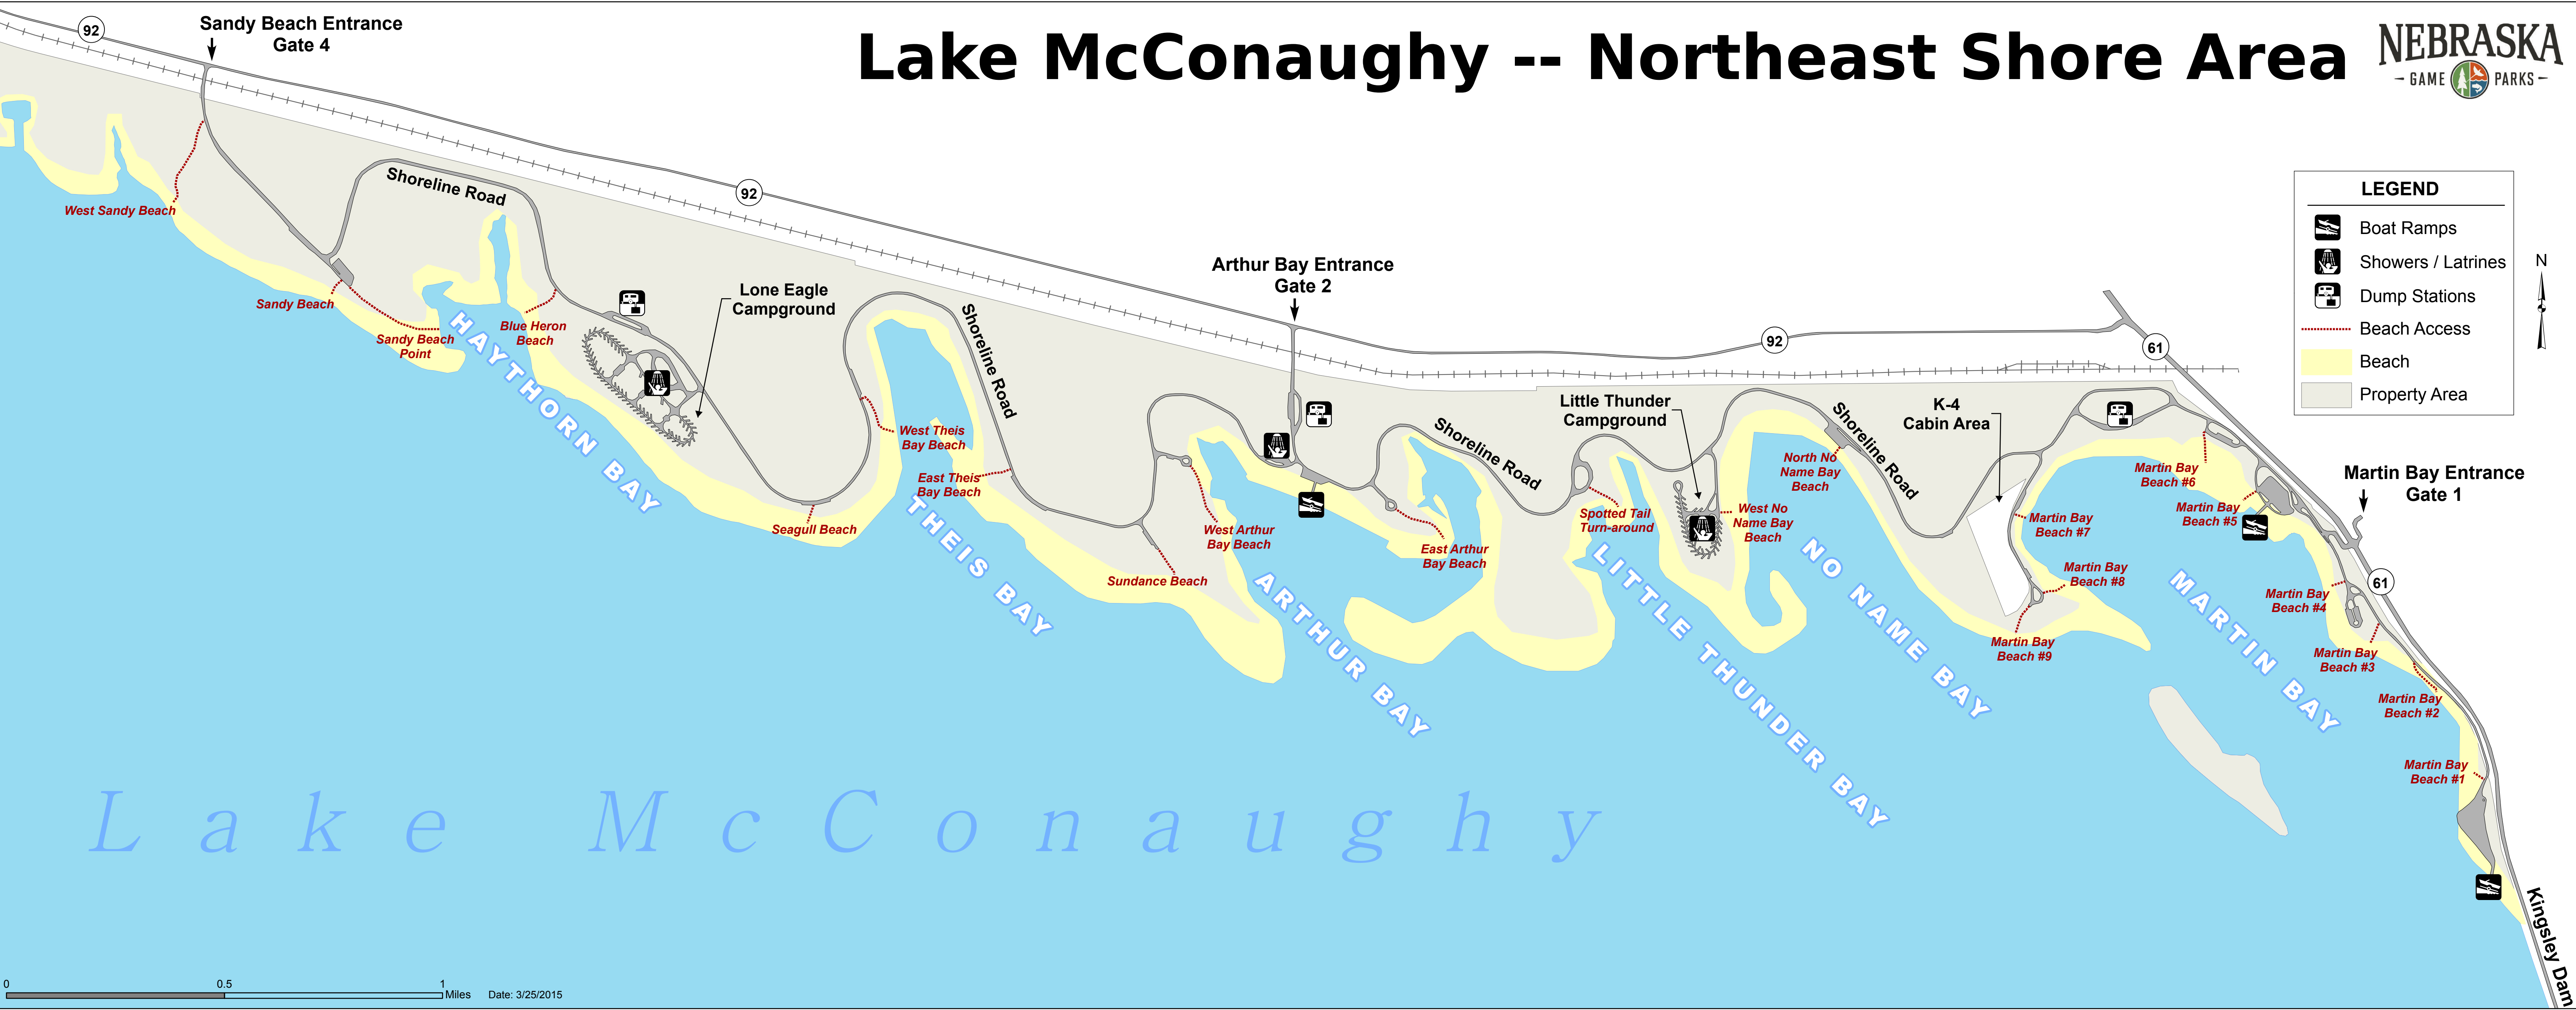 Lake McConaughy -- Northeast Shore Area
NEBRASKA
GAME PARKS
Sandy Beach Entrance
Gate 4
92
92
92
61
61
Arthur Bay Entrance
Gate 2
Martin Bay Entrance
Gate 1
LEGEND
Boat Ramps
Showers / Latrines
Dump Stations
Beach Access
Beach
Property Area
N
Shoreline Road
Shoreline Road
Shoreline Road
Shoreline Road
Lone Eagle
Campground
Little Thunder
Campground
K-4
Cabin Area
West Sandy Beach
Sandy Beach
Sandy Beach
Point
Blue Heron
Beach
Seagull Beach
West Theis
Bay Beach
East Theis
Bay Beach
Sundance Beach
West Arthur
Bay Beach
East Arthur
Bay Beach
Spotted Tail
Turn-around
West No
Name Bay
Beach
North No
Name Bay
Beach
Martin Bay
Beach #9
Martin Bay
Beach #8
Martin Bay
Beach #7
Martin Bay
Beach #6
Martin Bay
Beach #5
Martin Bay
Beach #4
Martin Bay
Beach #3
Martin Bay
Beach #2
Martin Bay
Beach #1
HAYTHORN BAY
THEIS BAY
ARTHUR BAY
LITTLE THUNDER BAY
NO NAME BAY
MARTIN BAY
Lake McConaughy
Kingsley Dam
0 0.5 1
Miles
Date: 3/25/2015